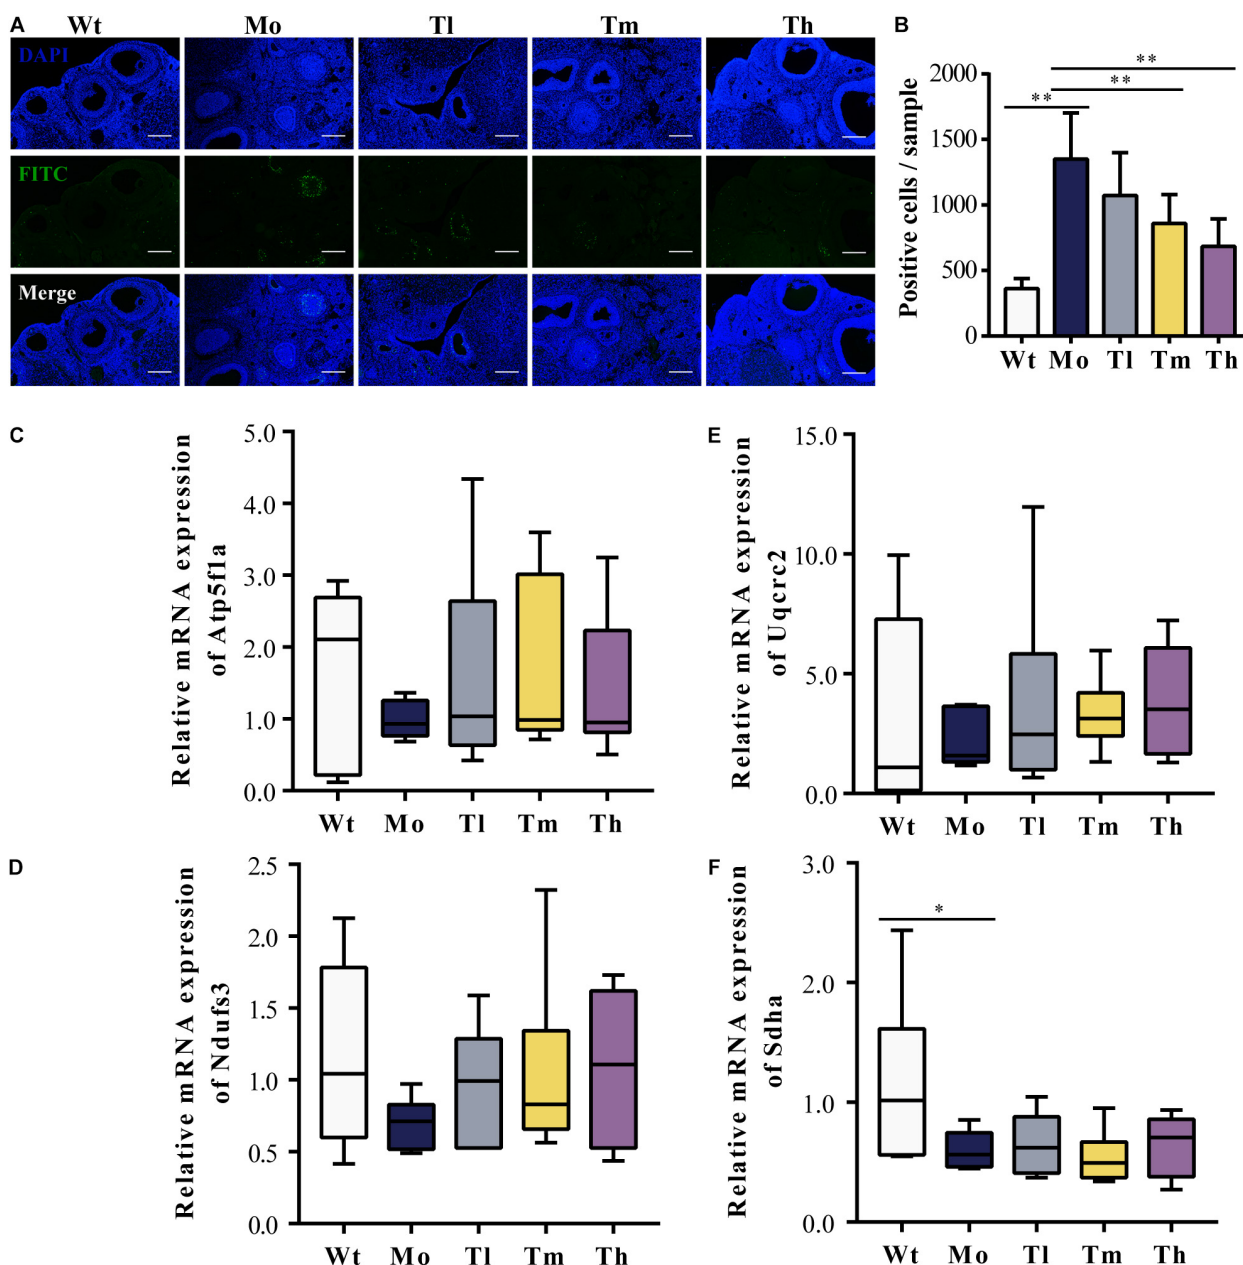 A
Wt Mo Tl Tm Th
DAPI
FITC
Merge
B
Positive cells / sample
2000
1500
1000
500
0
** ** **
Wt Mo Tl Tm Th
C
Relative mRNA expression
of Atp5f1a
5.0
4.0
3.0
2.0
1.0
0.0
Wt Mo Tl Tm Th
E
Relative mRNA expression
of Uqcrc2
15.0
10.0
5.0
0.0
Wt Mo Tl Tm Th
D
Relative mRNA expression
of Ndufs3
2.5
2.0
1.5
1.0
0.5
0.0
Wt Mo Tl Tm Th
F
Relative mRNA expression
of Sdha
3.0
2.0
1.0
0.0
*
Wt Mo Tl Tm Th